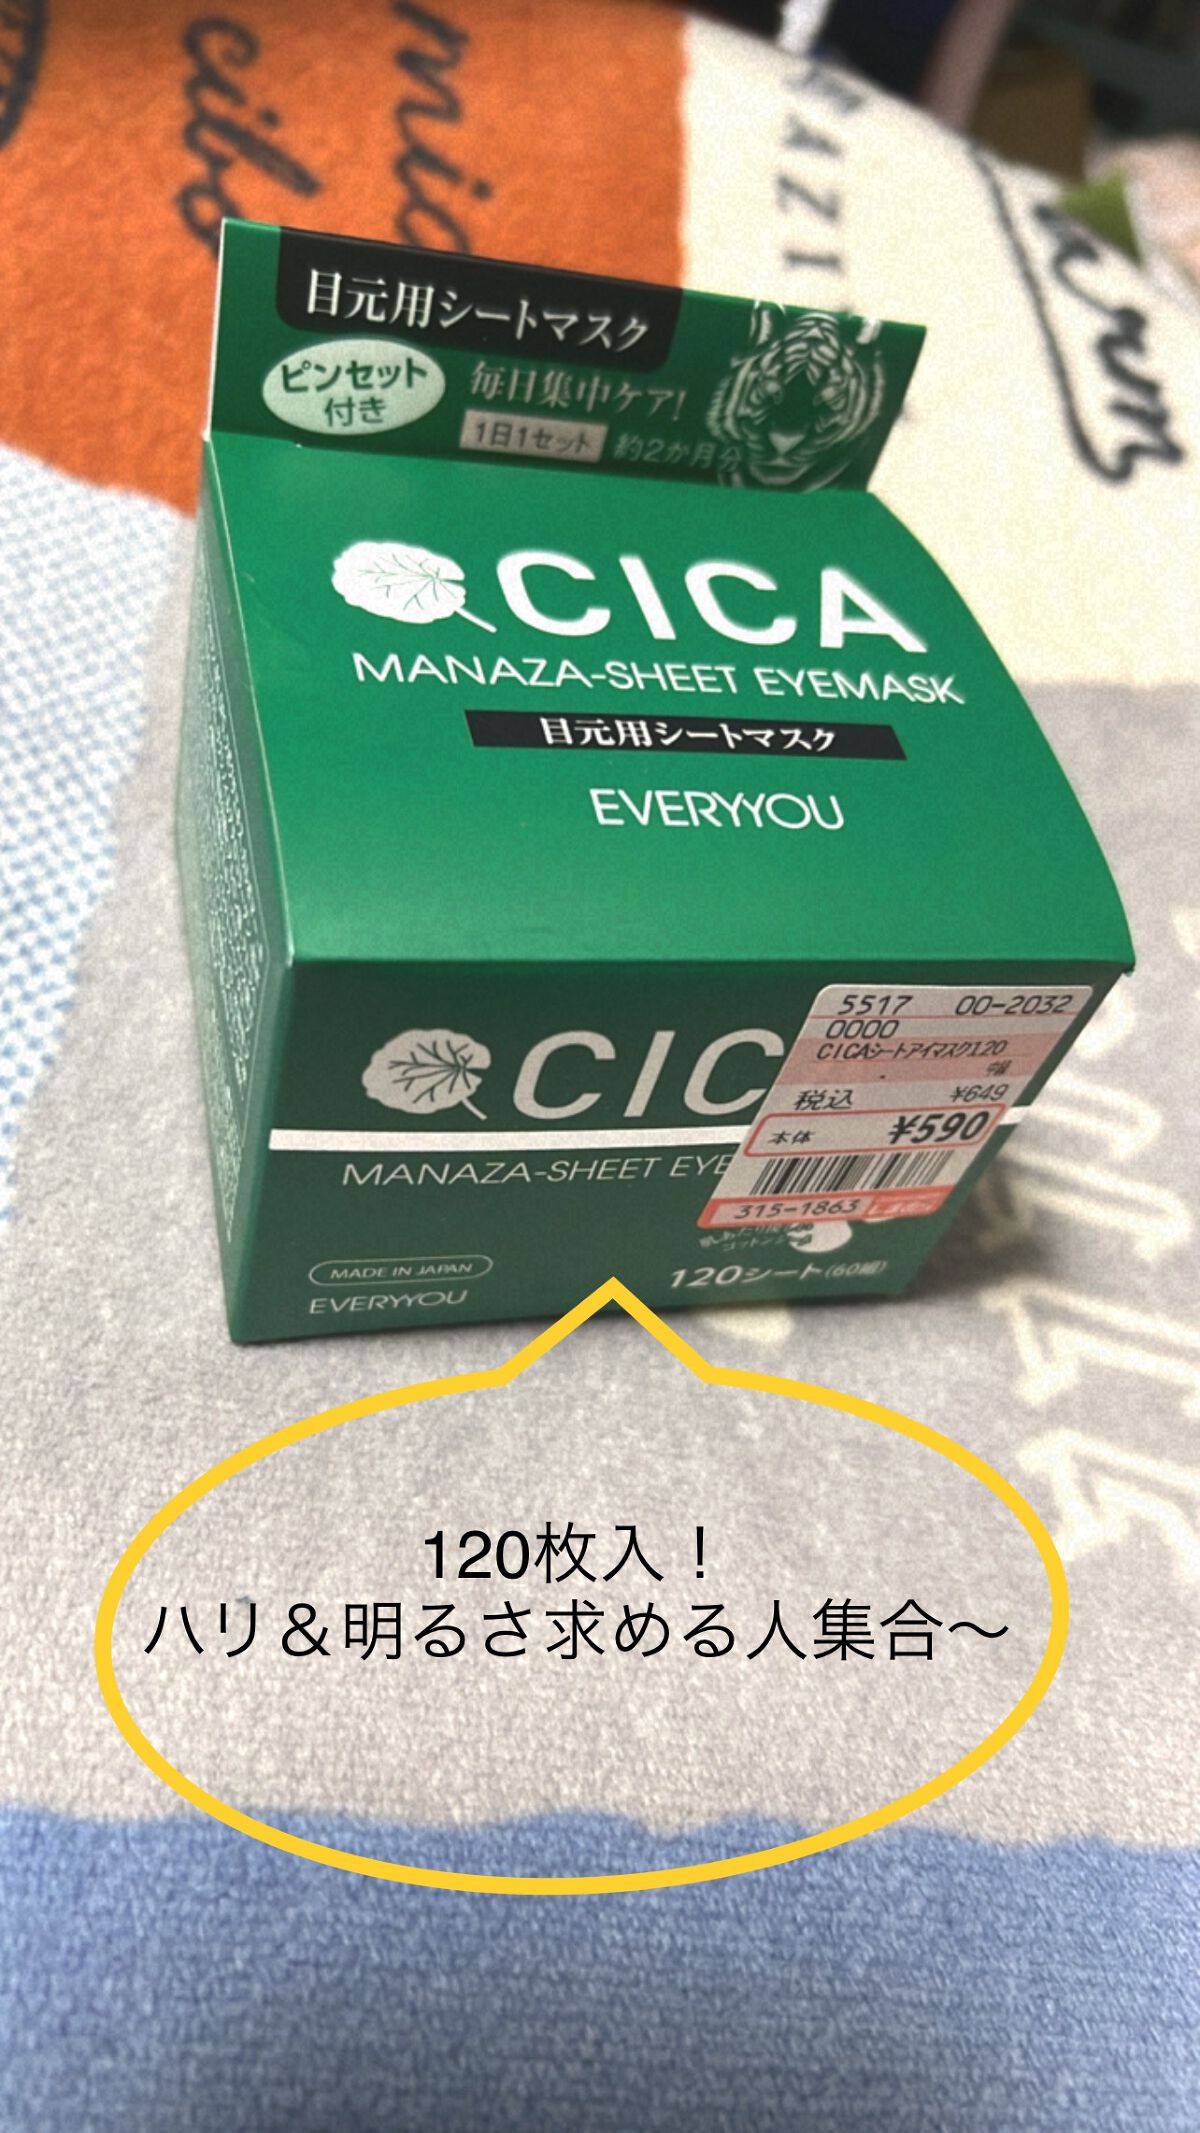 mio
cibo
AZI
目元用シートマスク
ピンセット
付き
毎日集中ケア!
1日1セット 約2か月分
CICA
MANAZA-SHEET EYEMASK
目元用シートマスク
EVERYYOU
CIC
MANAZA-SHEET EYE
MADE IN JAPAN
EVERYYOU
120シート(60組)
5517 00-2032
0000
CICAシートアイマスク120
税込 ¥649
本体 ¥590
315-1863
120枚入！
ハリ＆明るさ求める人集合〜